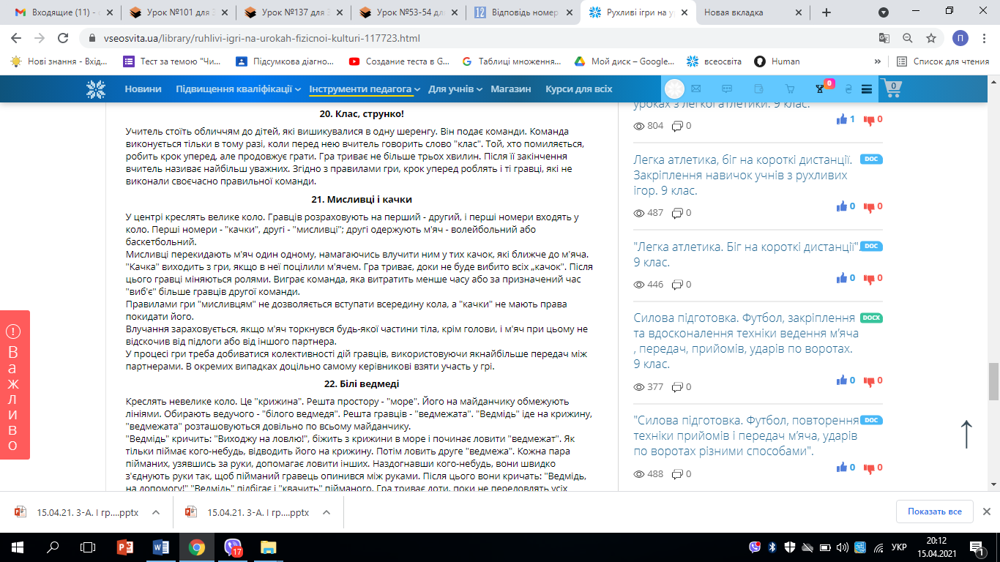 Входящие (11) -
Урок №101 для
Урок №137 для
Урок №53-54 для
Відповідь номер
Рухливі ігри на ур
Новая вкладка
vseosvita.ua/library/ruhlivi-igri-na-urokah-fizicnoi-kulturi-117723.html
П
Нові знання - Вхід...
Тест за темою "Чи...
Підсумкова діагно...
Создание теста в G...
Таблиці множення...
Мой диск – Google...
всеосвіта
Human
»
Список для чтения
Новини
Підвищення кваліфікації
Інструменти педагога
Для учнів
Магазин
Курси для всіх
0
0
20. Клас, струнко!
Учитель стоїть обличчям до дітей, які вишикувалися в одну шеренгу. Він подає команди. Команда
виконується тільки в тому разі, коли перед нею вчитель говорить слово "клас". Той, хто помиляється,
робить крок уперед, але продовжує грати. Гра триває не більше трьох хвилин. Після її закінчення
вчитель називає найбільш уважних. Згідно з правилами гри, крок уперед роблять і ті гравці, які не
виконали своєчасно правильної команди.
21. Мисливці і качки
У центрі креслять велике коло. Гравців розраховують на перший - другий, і перші номери входять у
коло. Перші номери - "качки", другі - "мисливці"; другі одержують м'яч - волейбольний або
баскетбольний.
Мисливці перекидають м'яч один одному, намагаючись влучити ним у тих качок, які ближче до м'яча.
"Качка" виходить з гри, якщо в неї поцілили м'ячем. Гра триває, доки не буде вибито всіх „качок". Після
цього гравці міняються ролями. Виграє команда, яка витратить менше часу або за призначений час
"виб'є" більше гравців другої команди.
Правилами гри "мисливцям" не дозволяється вступати всередину кола, а "качки" не мають права
покидати його.
Влучання зараховується, якщо м'яч торкнувся будь-якої частини тіла, крім голови, і м'яч при цьому не
відскочив від підлоги або від іншого партнера.
У процесі гри треба добиватися колективності дій гравців, використовуючи якнайбільше передач між
партнерами. В окремих випадках доцільно самому керівникові взяти участь у грі.
22. Білі ведмеді
Креслять невелике коло. Це "крижина". Решта простору - "море". Його на майданчику обмежують
лініями. Обирають ведучого - "білого ведмедя". Решта гравців - "ведмежата". "Ведмідь" іде на крижину,
"ведмежата" розташовуються довільно по всьому майданчику.
"Ведмідь" кричить: "Виходжу на ловлю!", біжить з крижини в море і починає ловити "ведмежат". Як
тільки піймає кого-небудь, відводить його на крижину. Потім ловить друге "ведмежа". Кожна пара
пійманих, узявшись за руки, допомагає ловити інших. Наздогнавши кого-небудь, вони швидко
з'єднують руки так, щоб пійманий гравець опинився між руками. Після цього вони кричать: "Ведмідь,
на допомогу!" "Ведмідь" підбігає і "квачить" пійманого. Гра триває доти, поки не переловлять усіх
уроках з легкої атлетики. 9 клас.
804 0
1 0
Легка атлетика, біг на короткі дистанції.
Закріплення навичок учнів з рухливих
ігор. 9 клас.
DOC
487 0
0 0
"Легка атлетика. Біг на короткі дистанції".
9 клас.
DOC
446 0
0 0
Силова підготовка. Футбол, закріплення
та вдосконалення техніки ведення м’яча
, передач, прийомів, ударів по воротах.
9 клас.
DOCX
377 0
0 0
"Силова підготовка. Футбол, повторення
техніки прийомів і передач м’яча, ударів
по воротах різними способами".
DOC
488 0
0 0
Важливо
15.04.21. 3-А. І гр....pptx
15.04.21. 3-А. І гр....pptx
Показать все
17
УКР
20:12
15.04.2021
1